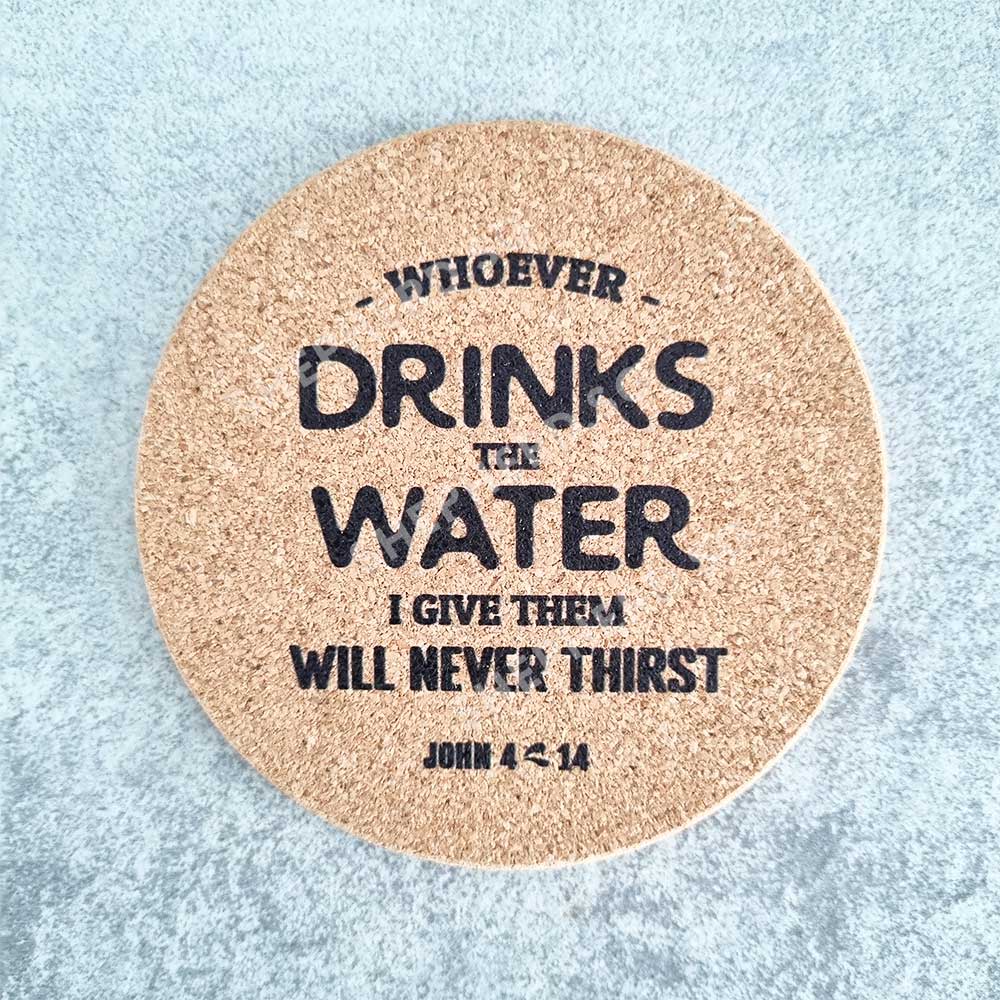 - WHOEVER -
DRINKS
THE
WATER
I GIVE THEM
WILL NEVER THIRST
JOHN 4 14